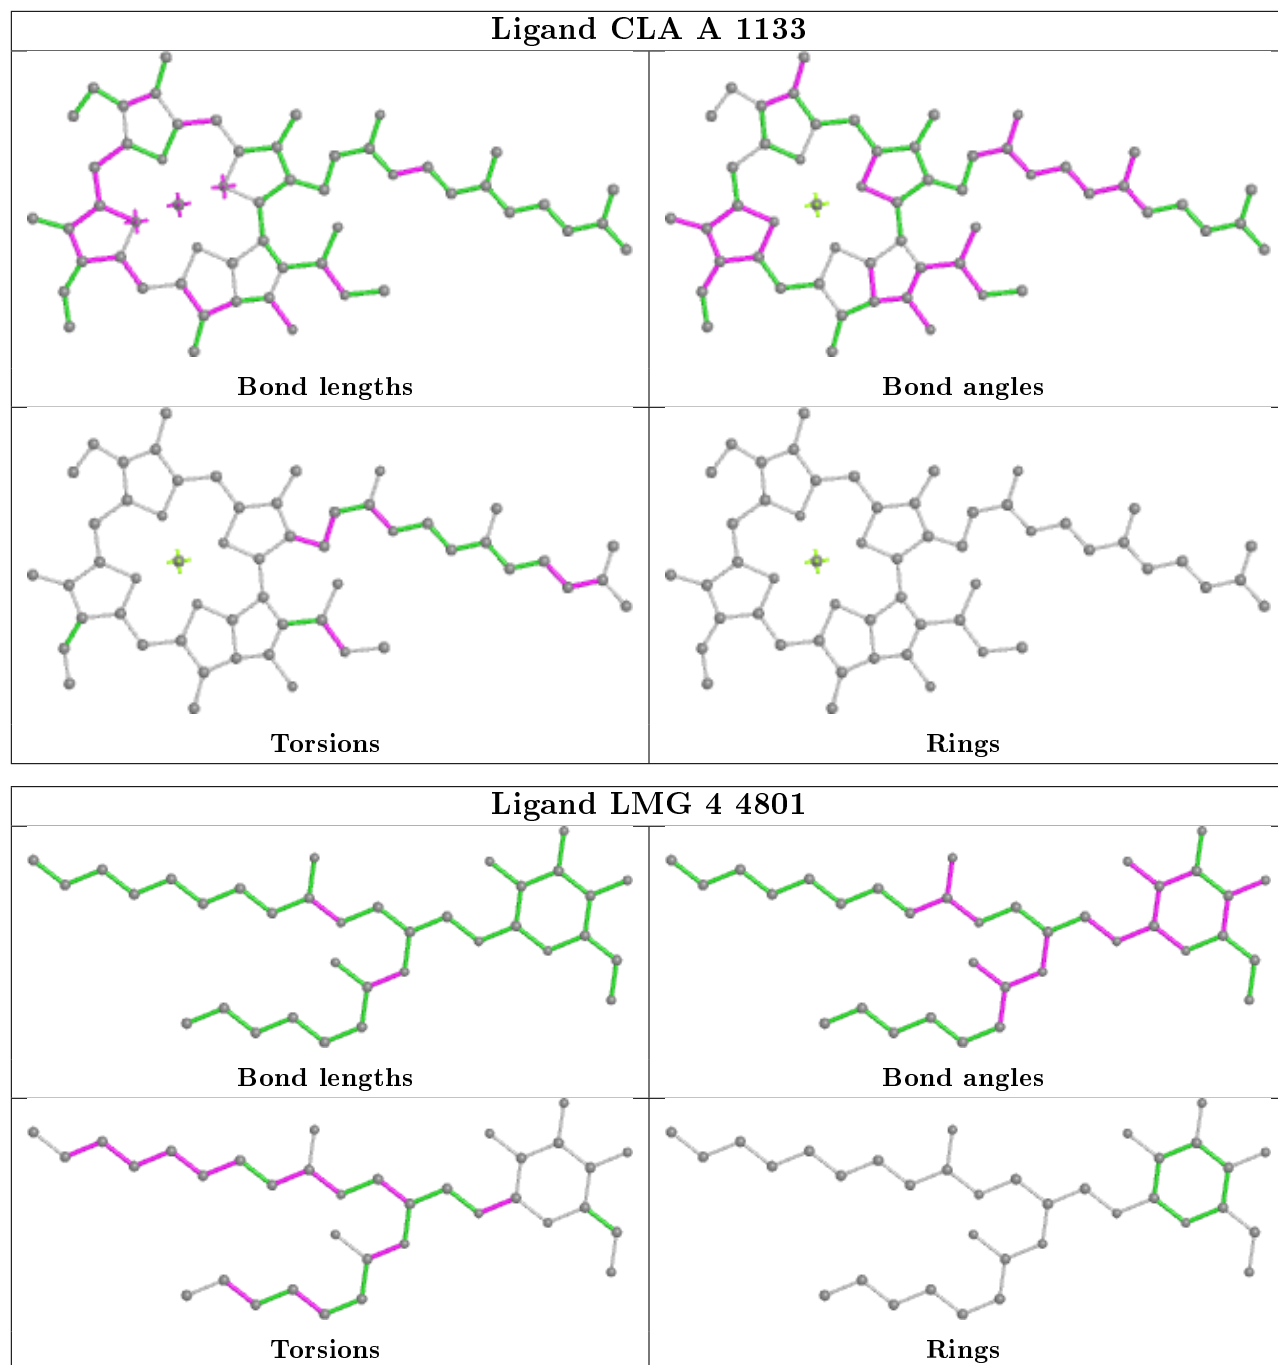 Ligand CLA A 1133
Bond lengths
Bond angles
Torsions
Rings
Ligand LMG 4 4801
Bond lengths
Bond angles
Torsions
Rings